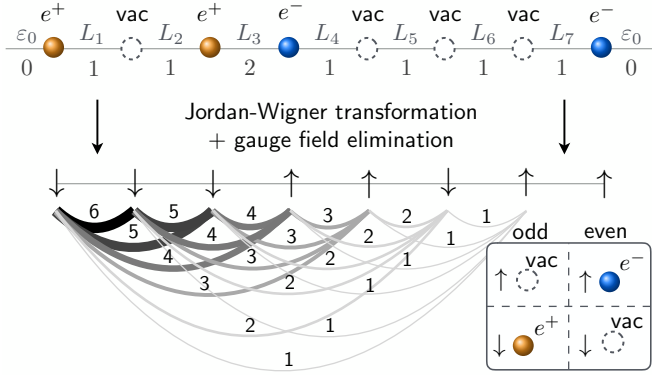 e⁺ vac e⁺ e⁻ vac vac vac e⁻
ε₀ L₁ L₂ L₃ L₄ L₅ L₆ L₇ ε₀
0 1 1 2 1 1 1 1 0
Jordan-Wigner transformation
+ gauge field elimination
↓ ↓ ↓ ↑ ↑ ↓ ↑ ↑
6 5 4 3 2 1
5 4 3 2 1
4 3 2 1
3 2 1
2 1
1
odd even
↑ vac ↑ e⁻
↓ e⁺ ↓ vac